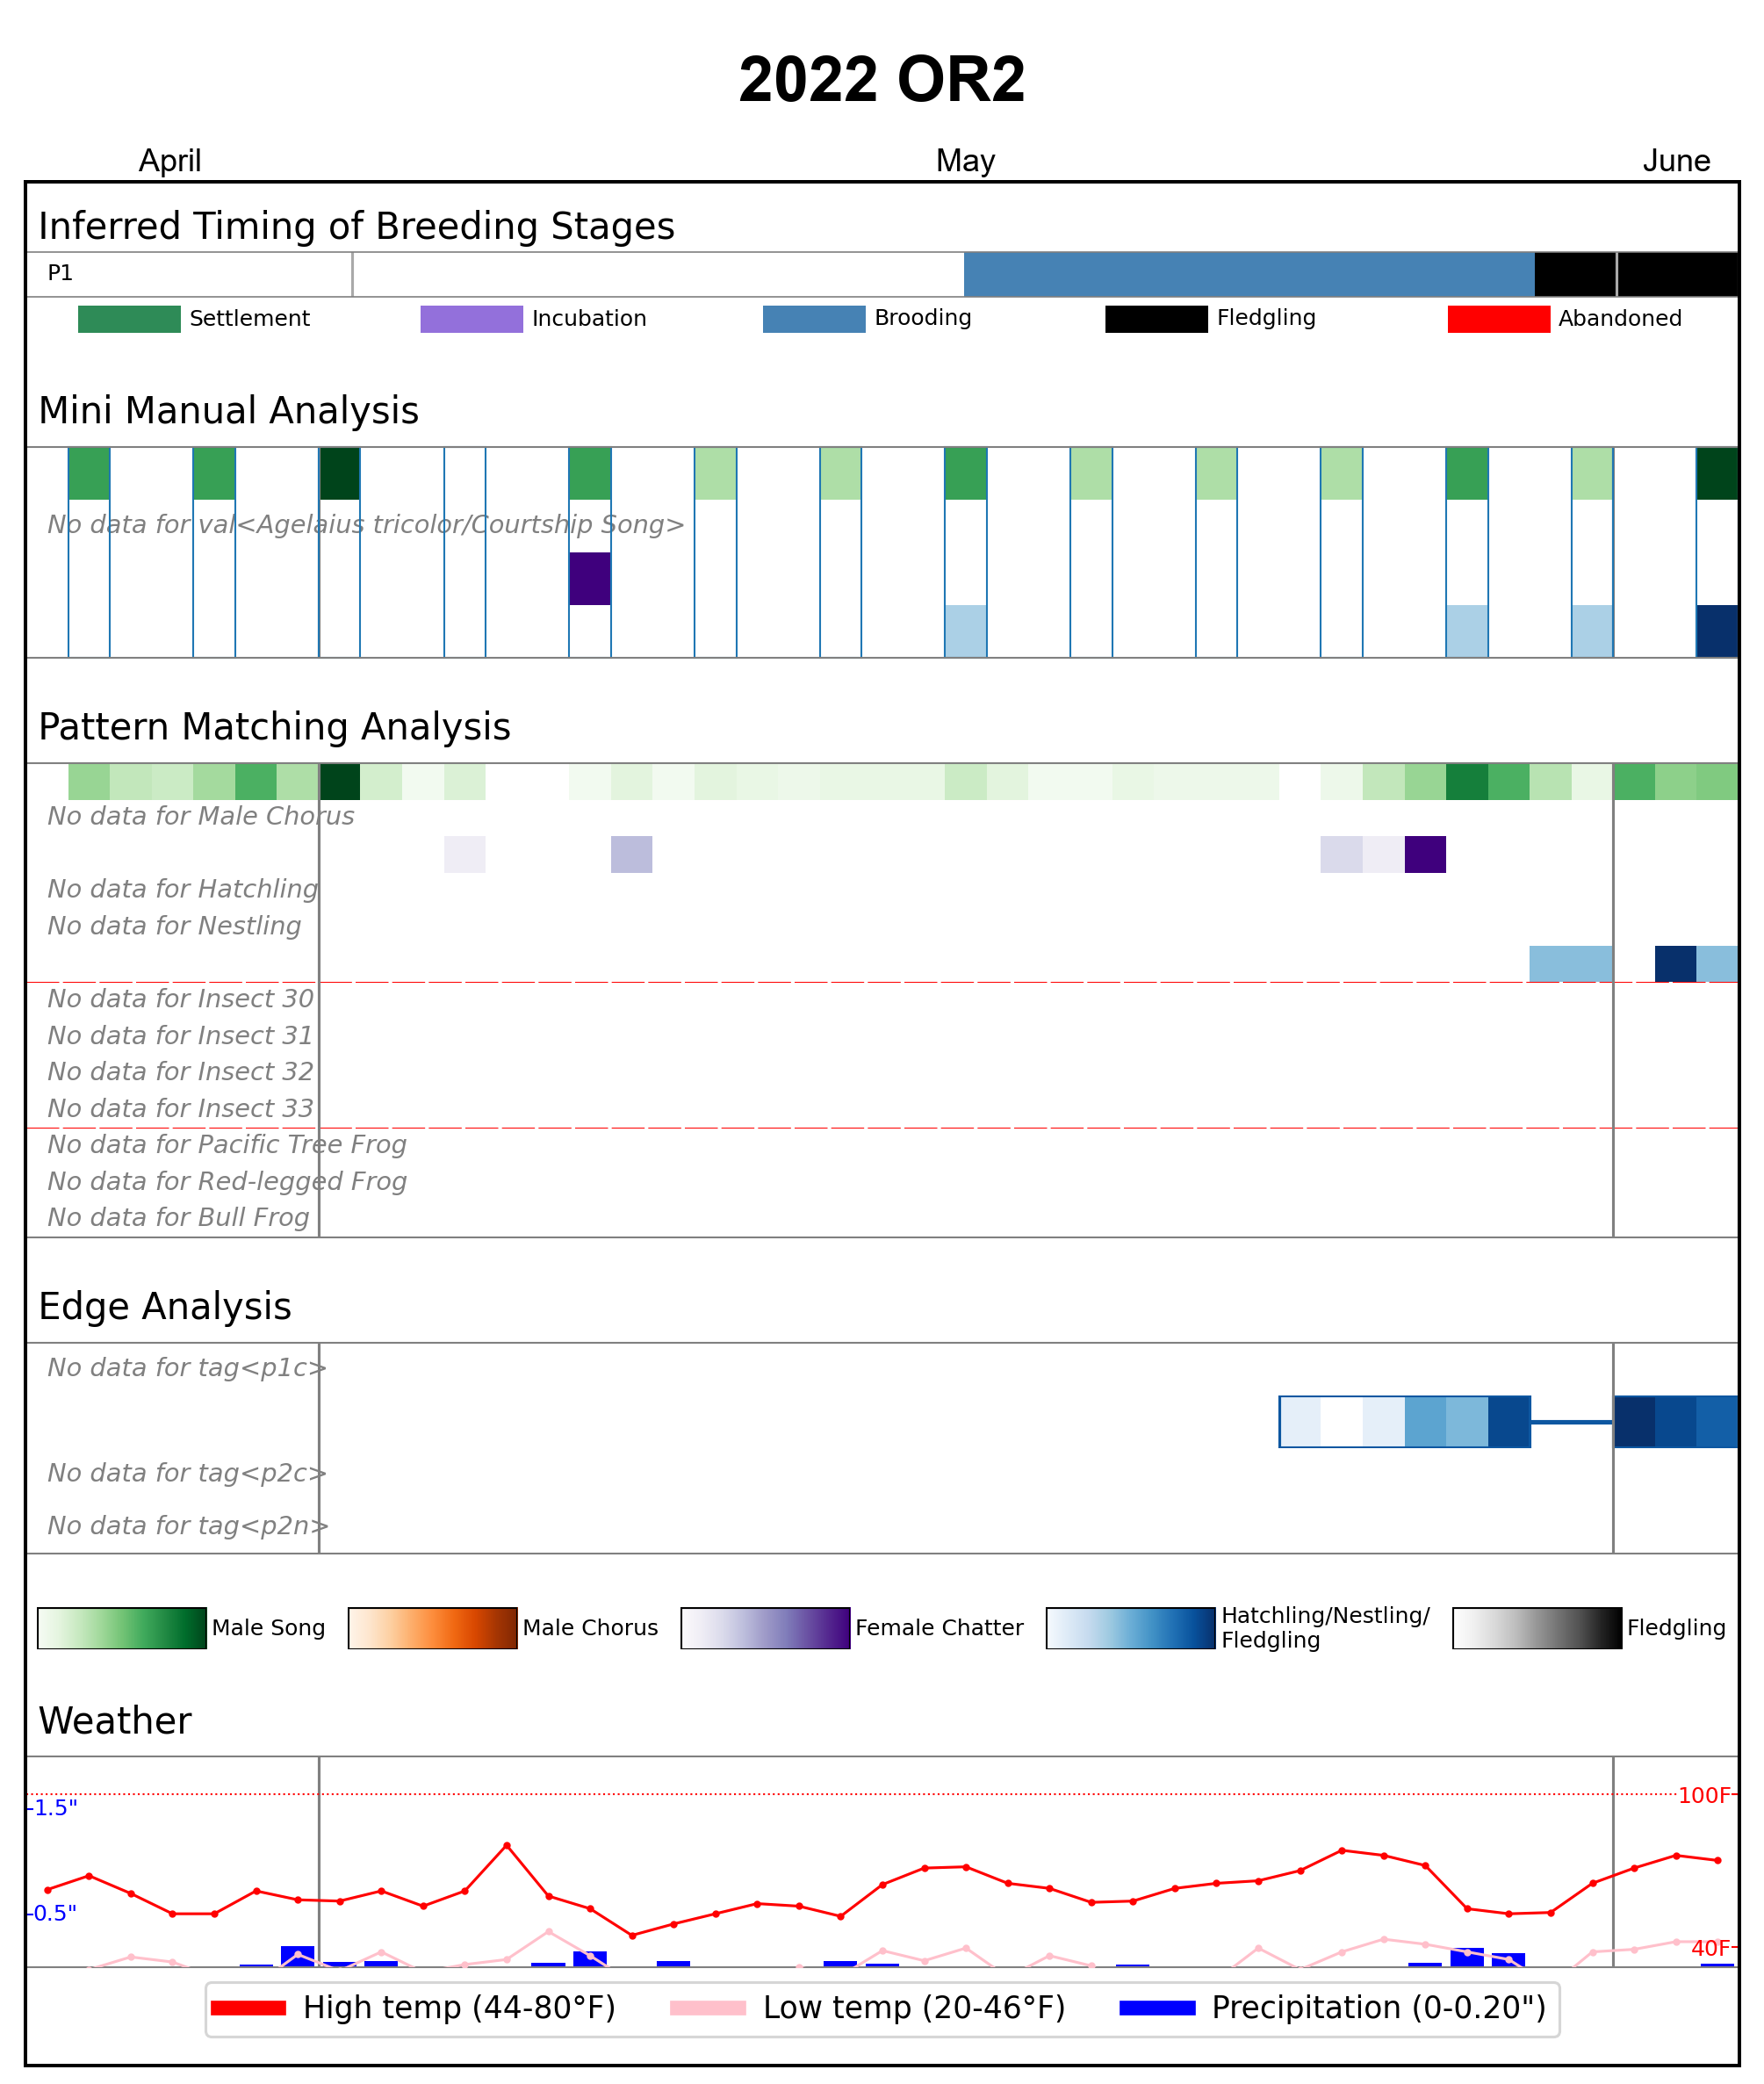 2022 OR2
April May June
Inferred Timing of Breeding Stages
P1
Settlement Incubation Brooding Fledgling Abandoned
Mini Manual Analysis
No data for val<Agelaius tricolor/Courtship Song>
Pattern Matching Analysis
No data for Male Chorus
No data for Hatchling
No data for Nestling
No data for Insect 30
No data for Insect 31
No data for Insect 32
No data for Insect 33
No data for Pacific Tree Frog
No data for Red-legged Frog
No data for Bull Frog
Edge Analysis
No data for tag<p1c>
No data for tag<p2c>
No data for tag<p2n>
Male Song Male Chorus Female Chatter Hatchling/Nestling/
Fledgling Fledgling
Weather
1.5" 100F
0.5"
40F
High temp (44-80°F) Low temp (20-46°F) Precipitation (0-0.20")